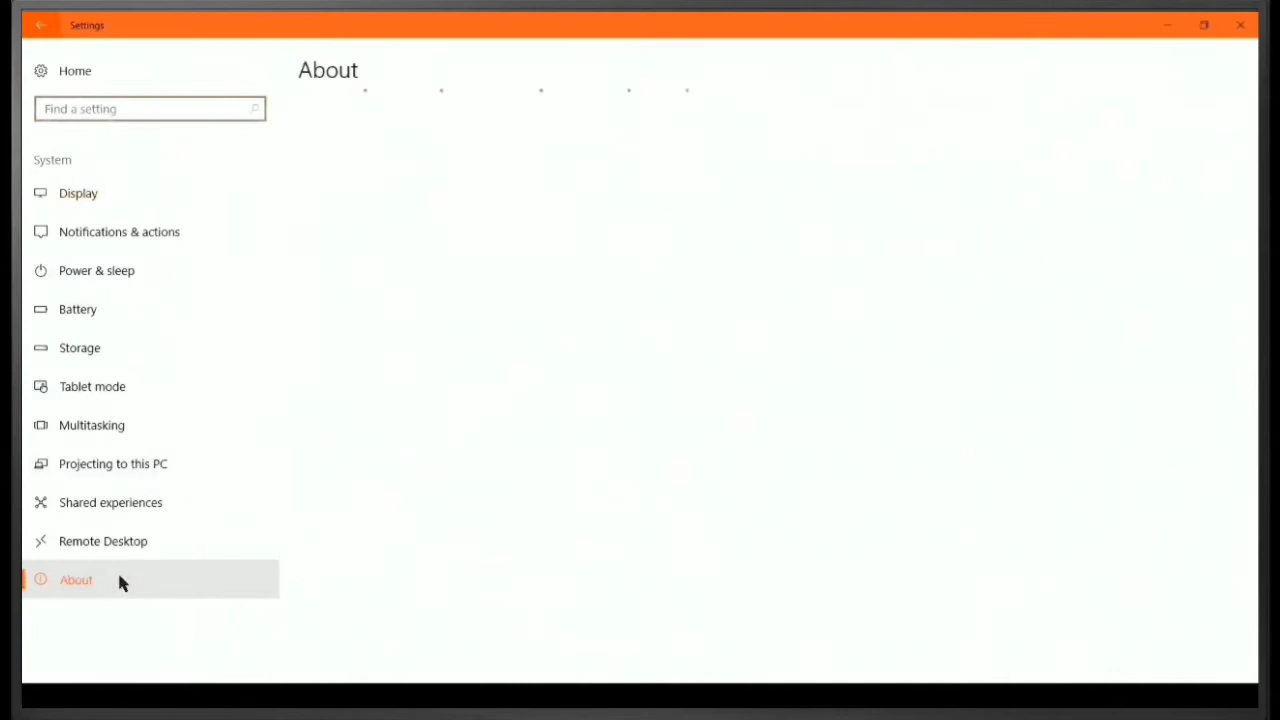 Settings
Home
Find a setting
System
Display
Notifications & actions
Power & sleep
Battery
Storage
Tablet mode
Multitasking
Projecting to this PC
Shared experiences
Remote Desktop
About
About